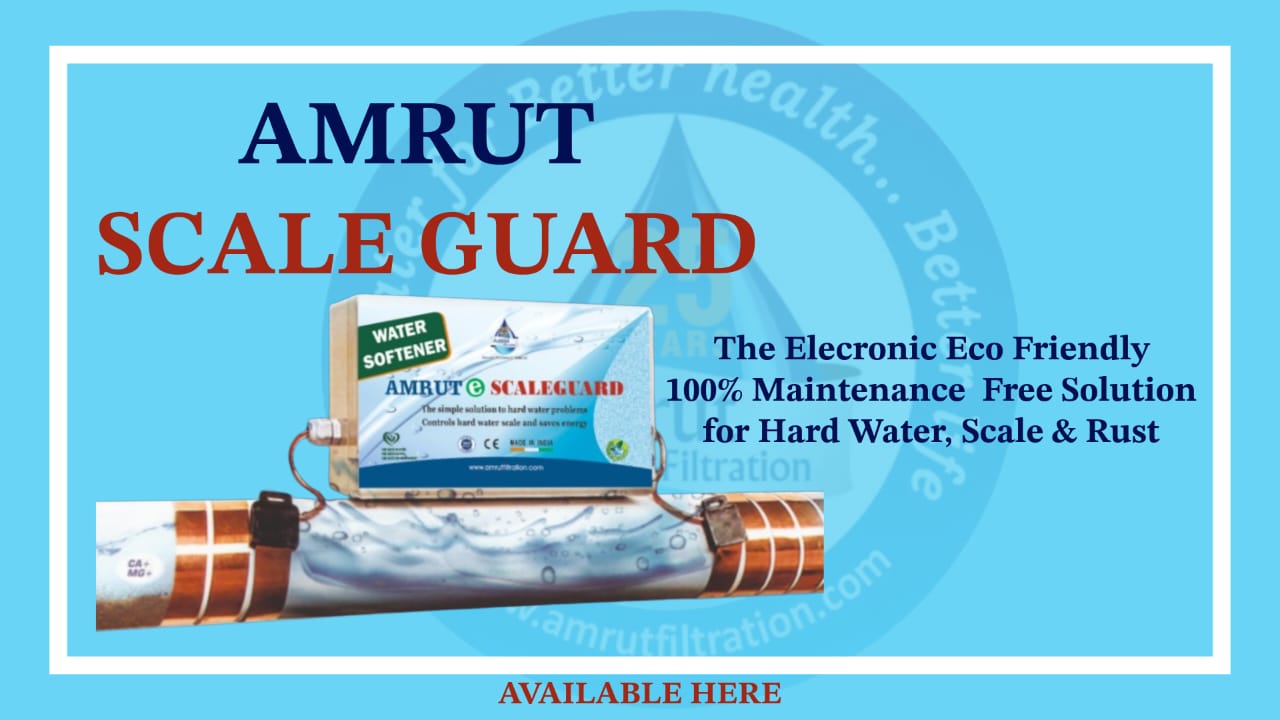 AMRUT
SCALE GUARD
WATER
SOFTENER
AMRUT e SCALEGUARD
The simple solution to hard water problems
Controls hard water scale and saves energy
CE
MADE IN INDIA
www.amrutfiltration.com
CA+
MG+
The Elecronic Eco Friendly
100% Maintenance Free Solution
for Hard Water, Scale & Rust
Better health... Better life
25
Filtration
www.amrutfiltration.com
AVAILABLE HERE